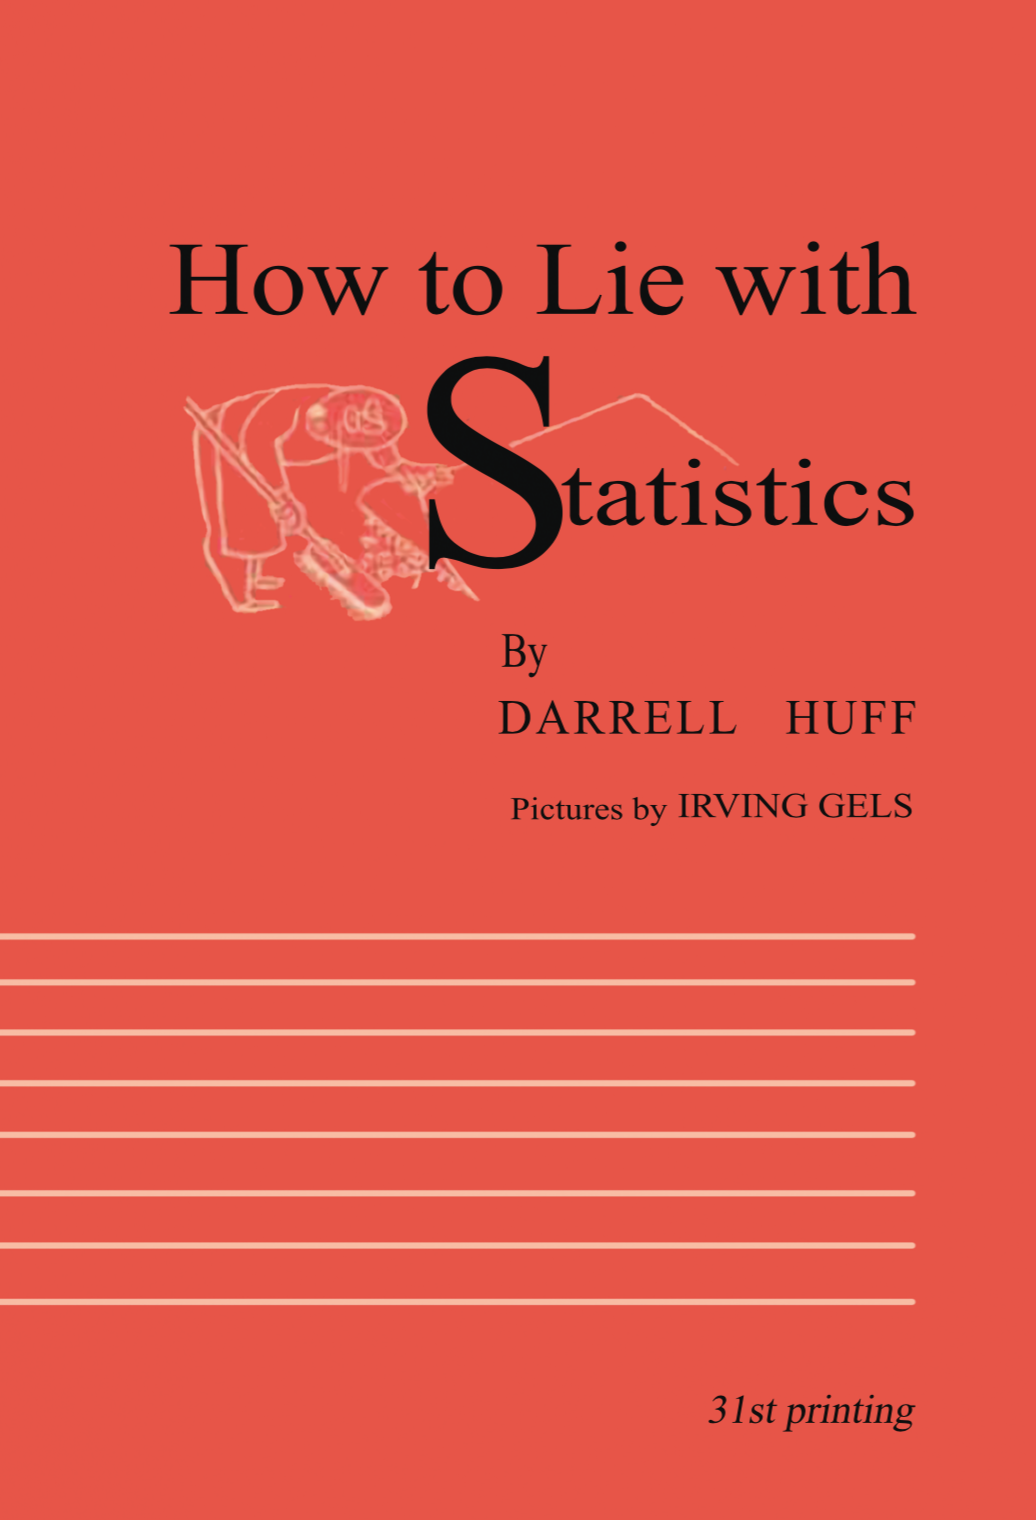 How to Lie with
Statistics
By
DARRELL HUFF
Pictures by IRVING GELS
31st printing